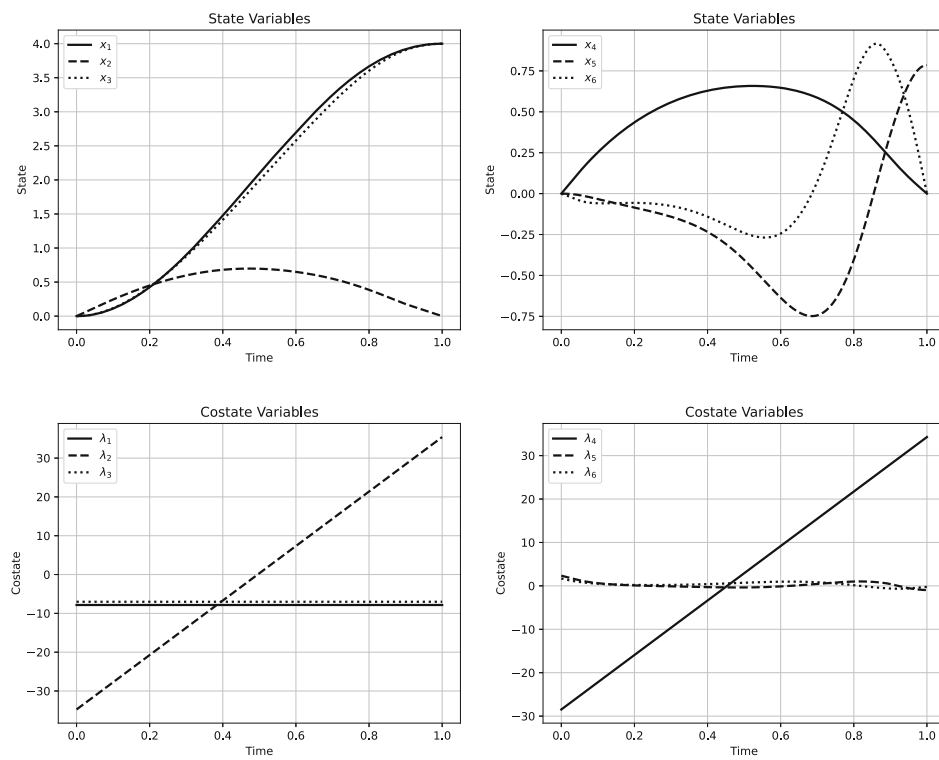 State Variables
x₁
x₂
x₃
State
4.0
3.5
3.0
2.5
2.0
1.5
1.0
0.5
0.0
0.0 0.2 0.4 0.6 0.8 1.0
Time
State Variables
x₄
x₅
x₆
State
0.75
0.50
0.25
0.00
−0.25
−0.50
−0.75
0.0 0.2 0.4 0.6 0.8 1.0
Time
Costate Variables
λ₁
λ₂
λ₃
Costate
30
20
10
0
−10
−20
−30
0.0 0.2 0.4 0.6 0.8 1.0
Time
Costate Variables
λ₄
λ₅
λ₆
Costate
30
20
10
0
−10
−20
−30
0.0 0.2 0.4 0.6 0.8 1.0
Time